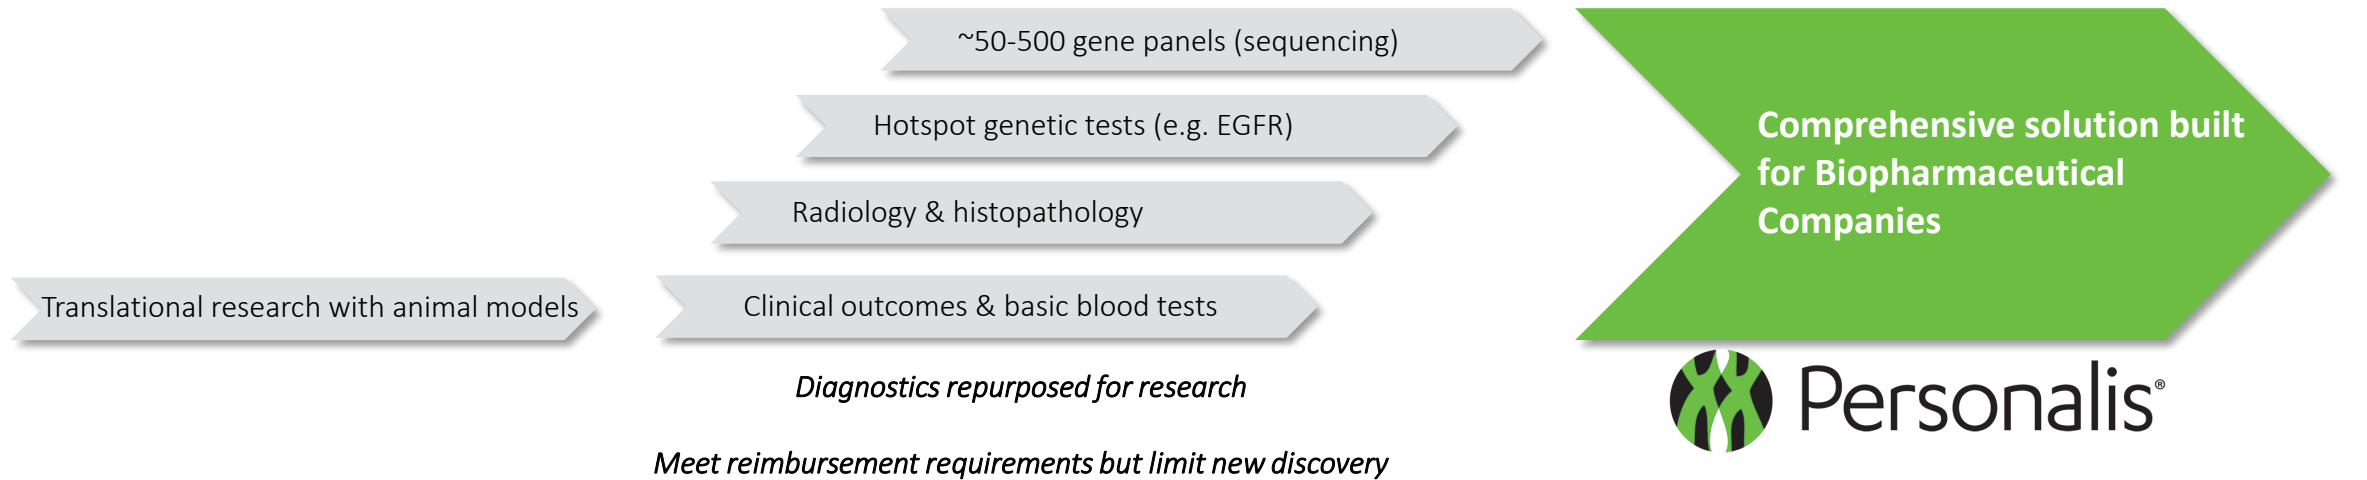 ~50-500 gene panels (sequencing)
Hotspot genetic tests (e.g. EGFR)
Radiology & histopathology
Translational research with animal models
Clinical outcomes & basic blood tests
Diagnostics repurposed for research
Meet reimbursement requirements but limit new discovery
Comprehensive solution built
for Biopharmaceutical
Companies
Personalis®